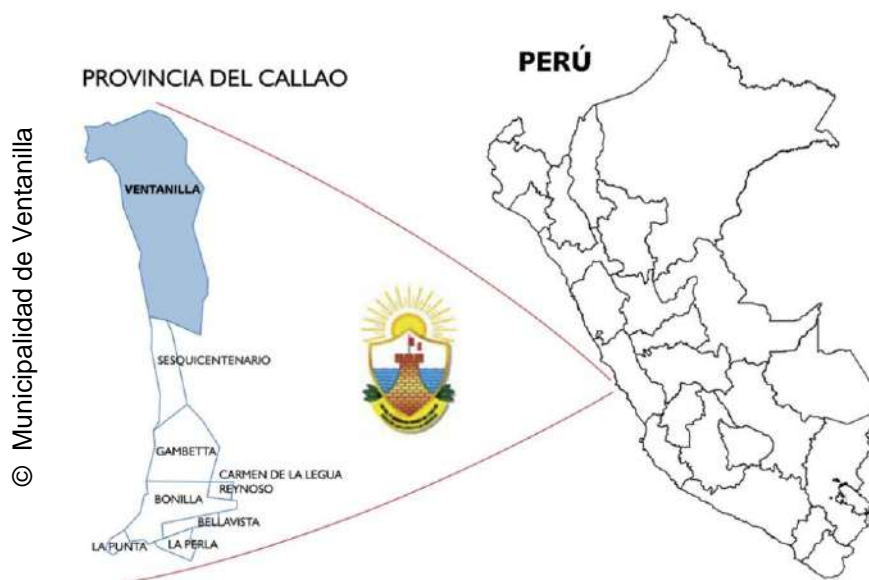 © Municipalidad de Ventanilla
PROVINCIA DEL CALLAO
PERÚ
VENTANILLA
SESQUICENTENARIO
GAMBETTA
CARMEN DE LA LEGUA
REYNOSO
BONILLA
BELLAVISTA
LA PUNTA
LA PERLA